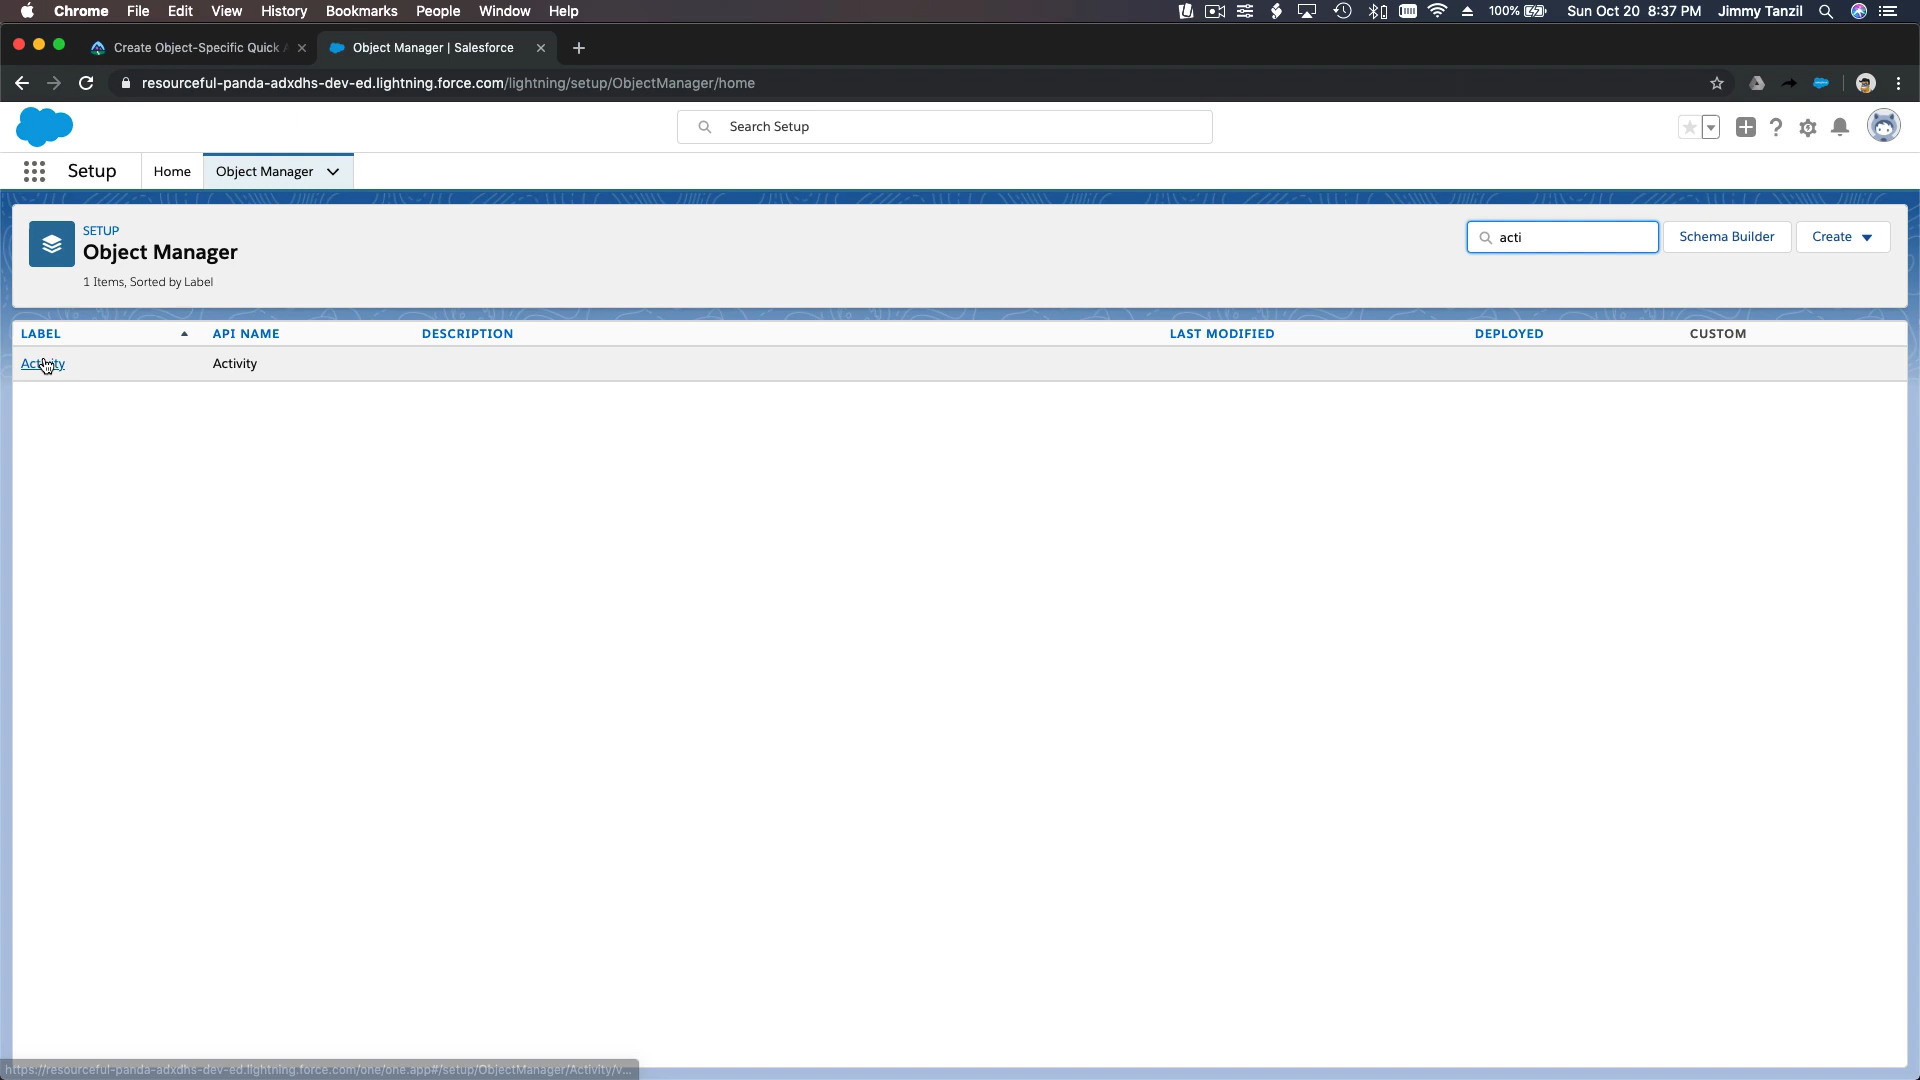 Chrome File Edit View History Bookmarks People Window Help 100% Sun Oct 20 8:37 PM Jimmy Tanzil
Create Object-Specific Quick A Object Manager | Salesforce
resourceful-panda-adxdhs-dev-ed.lightning.force.com/lightning/setup/ObjectManager/home
Search Setup
Setup Home Object Manager
SETUP
Object Manager
1 Items, Sorted by Label
acti Schema Builder Create
LABEL API NAME DESCRIPTION LAST MODIFIED DEPLOYED CUSTOM
Activity Activity
https://resourceful-panda-adxdhs-dev-ed.lightning.force.com/one/one.app#/setup/ObjectManager/Activity/v...